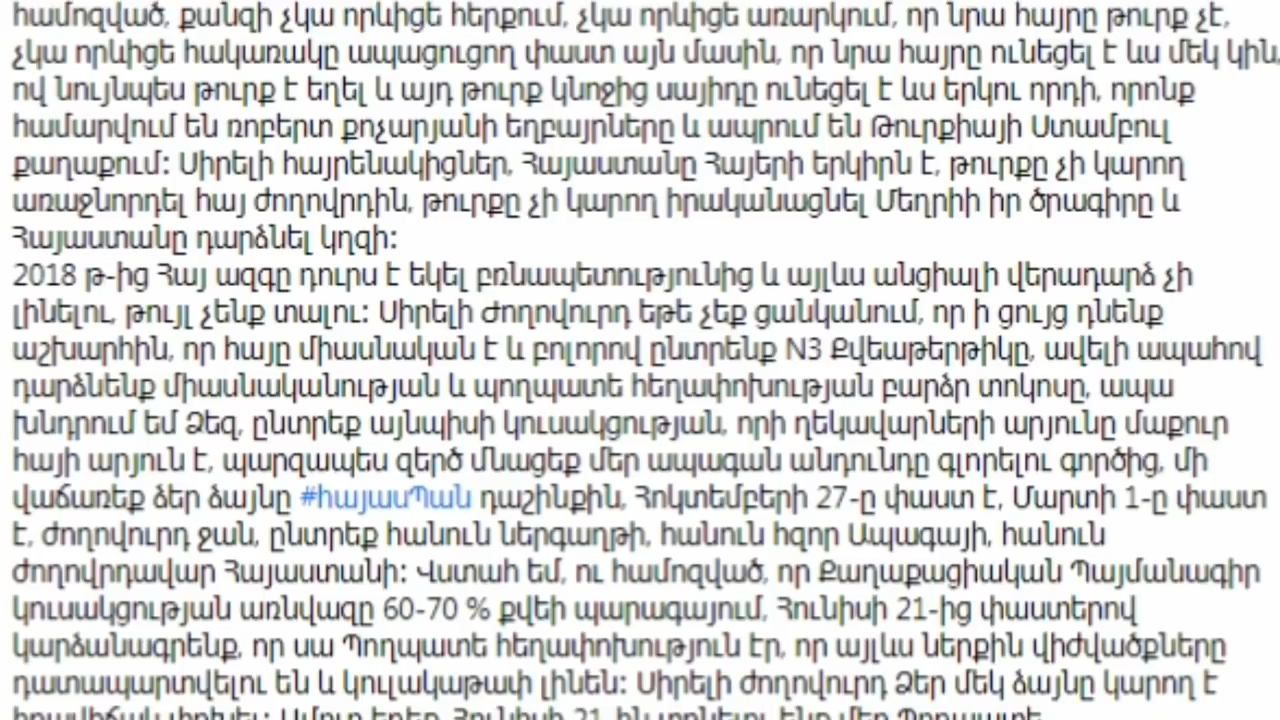 համոզված, քանզի չկա որևիցե հերքում, չկա որևիցե առարկում, որ նրա հայրը թուրք չէ,
չկա որևիցե հակառակը ապացուցող փաստ այն մասին, որ նրա հայրը ունեցել է ևս մեկ կին,
ով նույնպես թուրք է եղել և այդ թուրք կնոջից սայիդը ունեցել է ևս երկու որդի, որոնք
համարվում են ռոբերտ քոչարյանի եղբայրները և ապրում են Թուրքիայի Ստամբուլ
քաղաքում: Սիրելի հայրենակիցներ, Հայաստանը Հայերի երկիրն է, թուրքը չի կարող
առաջնորդել հայ ժողովրդին, թուրքը չի կարող իրականացնել Մեղրիի իր ծրագիրը և
Հայաստանը դարձնել կղզի:
2018 թ-ից Հայ ազգը դուրս է եկել բռնապետությունից և այլևս անցիալի վերադարձ չի
լինելու, թույլ չենք տալու: Սիրելի Ժողովուրդ եթե չեք ցանկանում, որ ի ցույց դնենք
աշխարհին, որ հայը միասնական է և բոլորով ընտրենք N3 Քվեաթերթիկը, ավելի ապահով
դարձնենք միասնականության և պողպատե հեղափոխության բարձր տոկոսը, ապա
խնդրում եմ Ձեզ, ընտրեք այնպիսի կուսակցության, որի ղեկավարների արյունը մաքուր
հայի արյուն է, պարզապես զերծ մնացեք մեր ապագան անդունդը գլորելու գործից, մի
վաճառեք ձեր ձայնը #հայասՊան դաշինքին, Հոկտեմբերի 27-ը փաստ է, Մարտի 1-ը փաստ
է, ժողովուրդ ջան, ընտրեք հանուն ներգաղթի, հանուն հզոր Ապագայի, հանուն
ժողովրդավար Հայաստանի: Վստահ եմ, ու համոզված, որ Քաղաքացիական Պայմանագիր
կուսակցության առնվազը 60-70 % քվեի պարագայում, Հունիսի 21-ից փաստերով
կարձանագրենք, որ սա Պողպատե հեղափոխություն էր, որ այլևս ներքին վիժվածքները
դատապարտվելու են և կուլակաթափ լինեն: Սիրելի ժողովուրդ Ձեր մեկ ձայնը կարող է